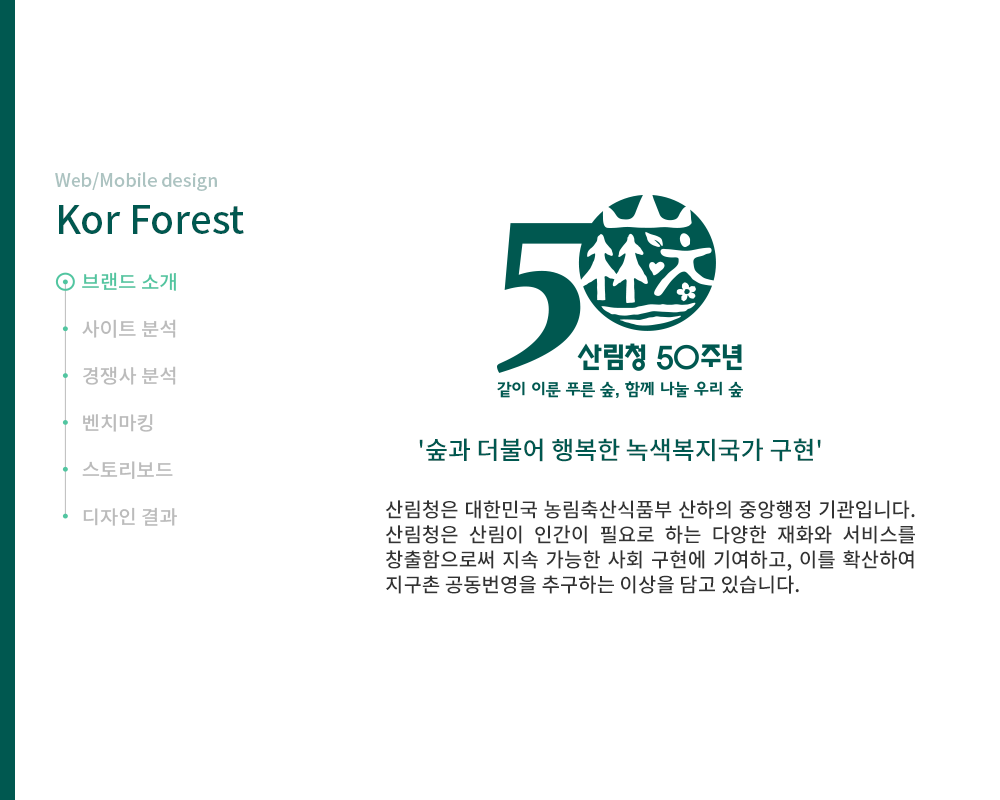 Web/Mobile design
Kor Forest
브랜드 소개
사이트 분석
경쟁사 분석
벤치마킹
스토리보드
디자인 결과
50
산림청 50주년
같이 이룬 푸른 숲, 함께 나눌 우리 숲
'숲과 더불어 행복한 녹색복지국가 구현'
산림청은 대한민국 농림축산식품부 산하의 중앙행정 기관입니다.
산림청은 산림이 인간이 필요로 하는 다양한 재화와 서비스를
창출함으로써 지속 가능한 사회 구현에 기여하고, 이를 확산하여
지구촌 공동번영을 추구하는 이상을 담고 있습니다.